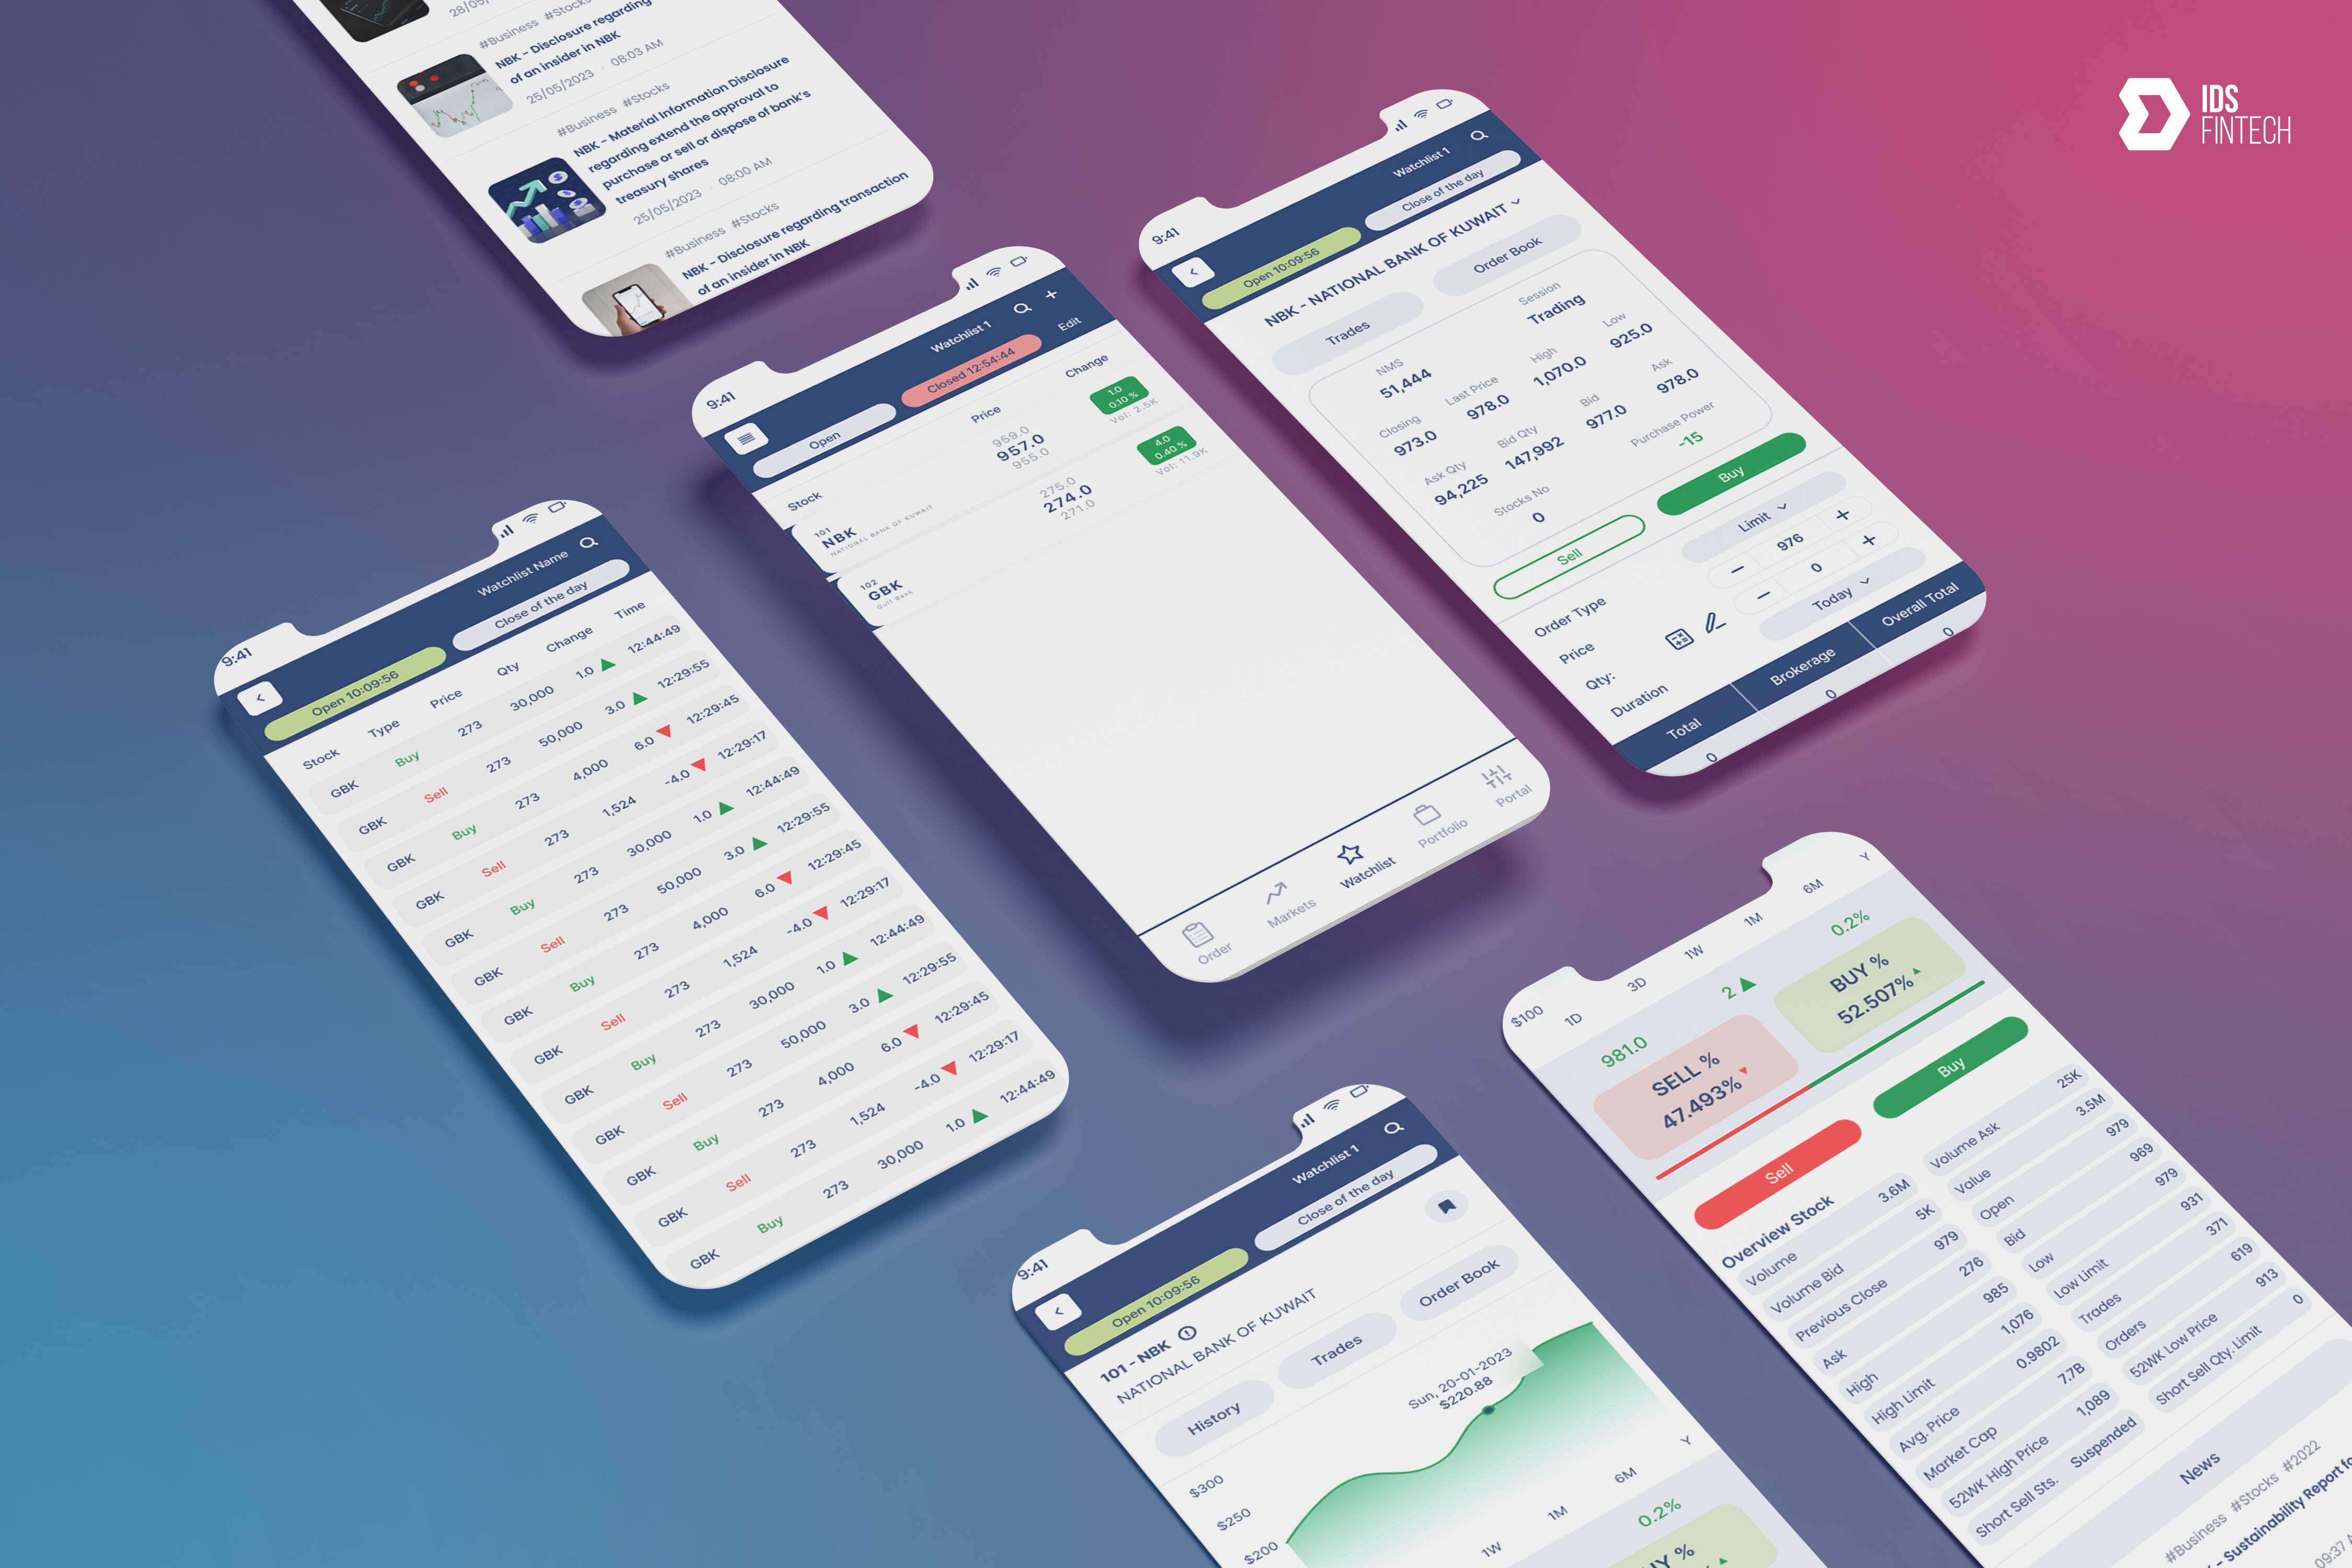 IDS
FINTECH
28/05/
#Business #Stocks
NBK - Disclosure regarding
of an insider in NBK
25/05/2023 - 08:03 AM
#Business #Stocks
NBK - Material Information Disclosure
regarding extend the approval to
purchase or sell or dispose of bank's
treasury shares
25/05/2023 - 08:00 AM
#Business #Stocks
NBK - Disclosure regarding transaction
of an insider in NBK
9:41
Watchlist 1
Open 10:09:56 Close of the day
NBK - NATIONAL BANK OF KUWAIT
Trades Order Book
NMS Session
51,444 Trading
Closing Last Price High Low
973.0 978.0 1,070.0 925.0
Ask Qty Bid Qty Bid Ask
94,225 147,992 977.0 978.0
Stocks No Purchase Power
0 -15
Sell Buy
Order Type Limit
Price - 976 +
Qty: - 0 +
Duration Today
Total Brokerage Overall Total
0 0 0
9:41
Watchlist 1 +
Open Closed 12:54:44 Edit
Stock Price Change
101 959.0 1.0
NBK 957.0 0.10 %
NATIONAL BANK OF KUWAIT 955.0 Vol: 2.5K
102 275.0 4.0
GBK 274.0 0.40 %
Gulf Bank 271.0 Vol: 11.9K
Order Markets Watchlist Portfolio Portal
9:41
Watchlist Name
Open 10:09:56 Close of the day
Stock Type Price Qty Change Time
GBK Buy 273 30,000 1.0 12:44:49
GBK Sell 273 50,000 3.0 12:29:55
GBK Buy 273 4,000 6.0 12:29:45
GBK Sell 273 1,524 -4.0 12:29:17
GBK Buy 273 30,000 1.0 12:44:49
GBK Sell 273 50,000 3.0 12:29:55
GBK Buy 273 4,000 6.0 12:29:45
GBK Sell 273 1,524 -4.0 12:29:17
GBK Buy 273 30,000 1.0 12:44:49
GBK Sell 273 50,000 3.0 12:29:55
GBK Buy 273 4,000 6.0 12:29:45
GBK Sell 273 1,524 -4.0 12:29:17
GBK Buy 273 30,000 1.0 12:44:49
9:41
Watchlist 1
Open 10:09:56 Close of the day
101 - NBK
NATIONAL BANK OF KUWAIT
History Trades Order Book
Sun, 20-01-2023
$220.88
$300
$250
$200
1W 1M 6M Y
0.2%
UY %
$100
1D 3D 1W 1M 6M Y
981.0 2 0.2%
SELL % BUY %
47.493% 52.507%
Sell Buy
Overview Stock
Volume 3.6M Volume Ask 25K
Volume Bid 5K Value 3.5M
Previous Close 979 Open 979
Ask 276 Bid 969
High 985 Low 979
High Limit 1,076 Low Limit 931
Avg. Price 0.9802 Trades 371
Market Cap 7.7B Orders 619
52WK High Price 1,089 52WK Low Price 913
Short Sell Sts. Suspended Short Sell Qty. Limit 0
News
#Business #Stocks #2022
- Sustainability Report fo
09:37